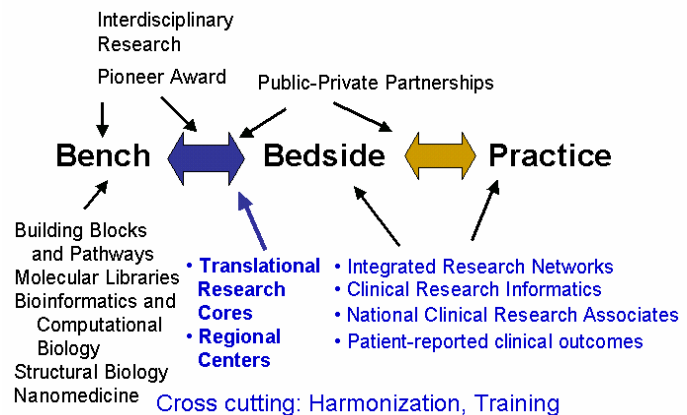 Interdisciplinary
Research
Pioneer Award
Public-Private Partnerships
Bench
Bedside
Practice
Building Blocks
and Pathways
Molecular Libraries
Bioinformatics and
Computational
Biology
Structural Biology
Nanomedicine
• Translational
Research
Cores
• Regional
Centers
• Integrated Research Networks
• Clinical Research Informatics
• National Clinical Research Associates
• Patient-reported clinical outcomes
Cross cutting: Harmonization, Training